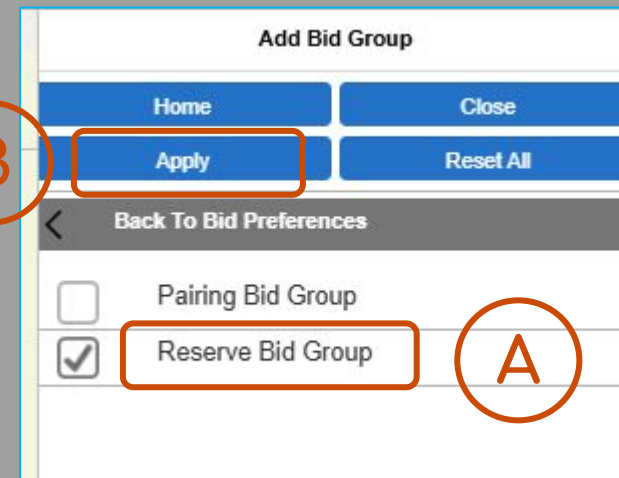 Add Bid Group
Home Close
B Apply Reset All
Back To Bid Preferences
Pairing Bid Group
Reserve Bid Group A